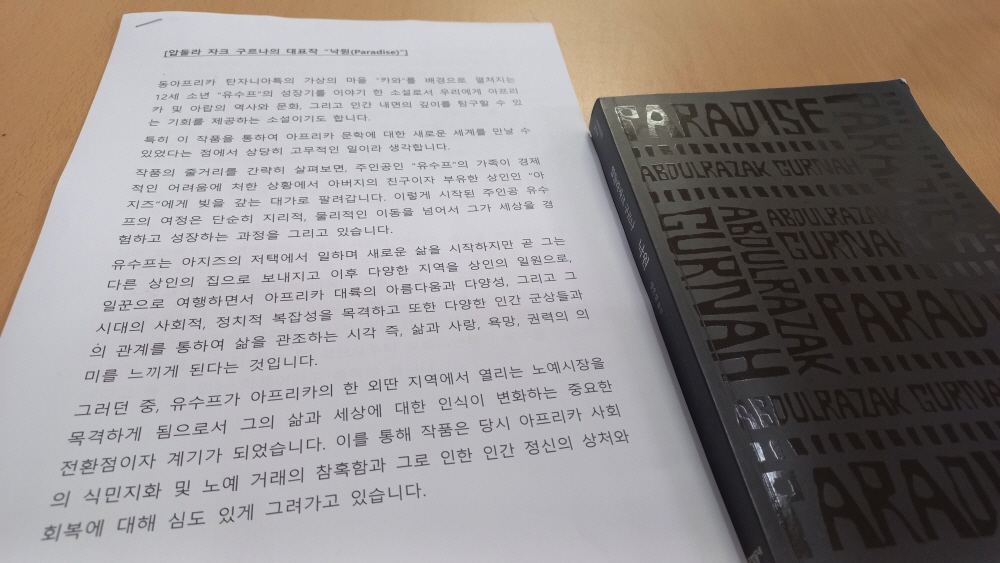 [압둘라 자크 구르나의 대표작 "낙원(Paradise)"]
동아프리카 탄자니아특의 가상의 마을 "카와"를 배경으로 펼쳐지는
12세 소년 "유수프"의 성장기를 이야기 한 소설로서 우리에게 아프리
카 및 아랍의 역사와 문화, 그리고 인간 내면의 깊이를 탐구할 수 있
는 기회를 제공하는 소설이기도 합니다.
특히 이 작품을 통하여 아프리카 문학에 대한 새로운 세계를 만날 수
있었다는 점에서 상당히 고무적인 일이라 생각합니다.
작품의 줄거리를 간략히 살펴보면, 주인공인 "유수프"의 가족이 경제
적인 어려움에 처한 상황에서 아버지의 친구이자 부유한 상인인 "아
지즈"에게 빚을 갚는 대가로 팔려갑니다. 이렇게 시작된 주인공 유수
프의 여정은 단순히 지리적, 물리적인 이동을 넘어서 그가 세상을 경
험하고 성장하는 과정을 그리고 있습니다.
유수프는 아지즈의 저택에서 일하며 새로운 삶을 시작하지만 곧 그는
다른 상인의 집으로 보내지고 이후 다양한 지역을 상인의 일원으로,
일꾼으로 여행하면서 아프리카 대륙의 아름다움과 다양성, 그리고 그
시대의 사회적, 정치적 복잡성을 목격하고 또한 다양한 인간 군상들과
의 관계를 통하여 삶을 관조하는 시각 즉, 삶과 사랑, 욕망, 권력의 의
미를 느끼게 된다는 것입니다.
그러던 중, 유수프가 아프리카의 한 외딴 지역에서 열리는 노예시장을
목격하게 됨으로서 그의 삶과 세상에 대한 인식이 변화하는 중요한
전환점이자 계기가 되었습니다. 이를 통해 작품은 당시 아프리카 사회
의 식민지화 및 노예 거래의 참혹함과 그로 인한 인간 정신의 상처와
회복에 대해 심도 있게 그려가고 있습니다.
PARADISE
ABDULRAZAK GURNAH
GURNAH
ABDULRAZAK
ABDULRAZA
GURNAH
PARADI
ABDULRAZAK GURNA
PARADI
낙원